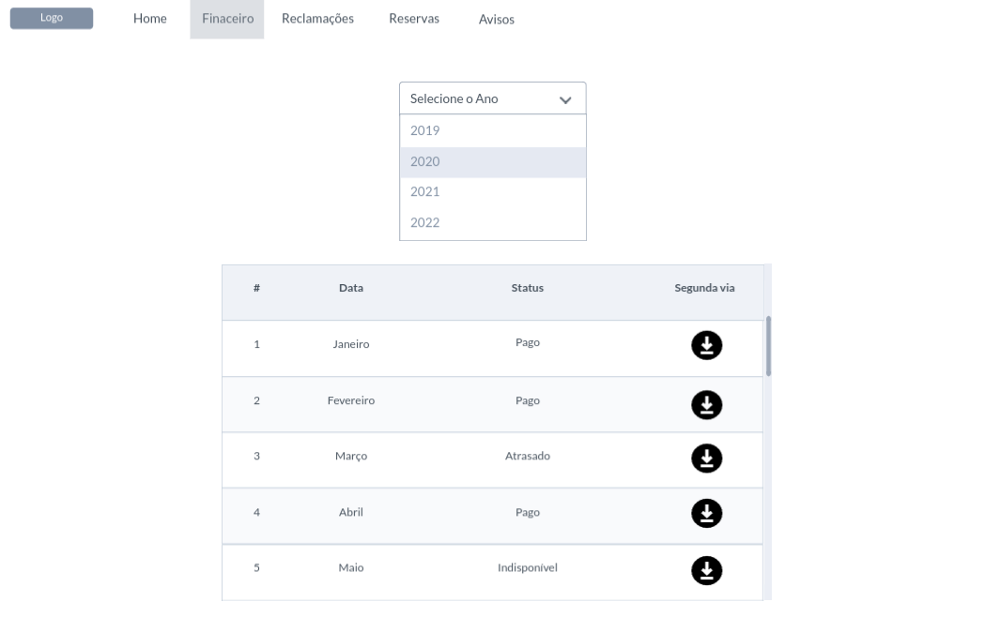 Logo Home Finaceiro Reclamações Reservas Avisos
Selecione o Ano
2019
2020
2021
2022
# Data Status Segunda via
1 Janeiro Pago
2 Fevereiro Pago
3 Março Atrasado
4 Abril Pago
5 Maio Indisponível